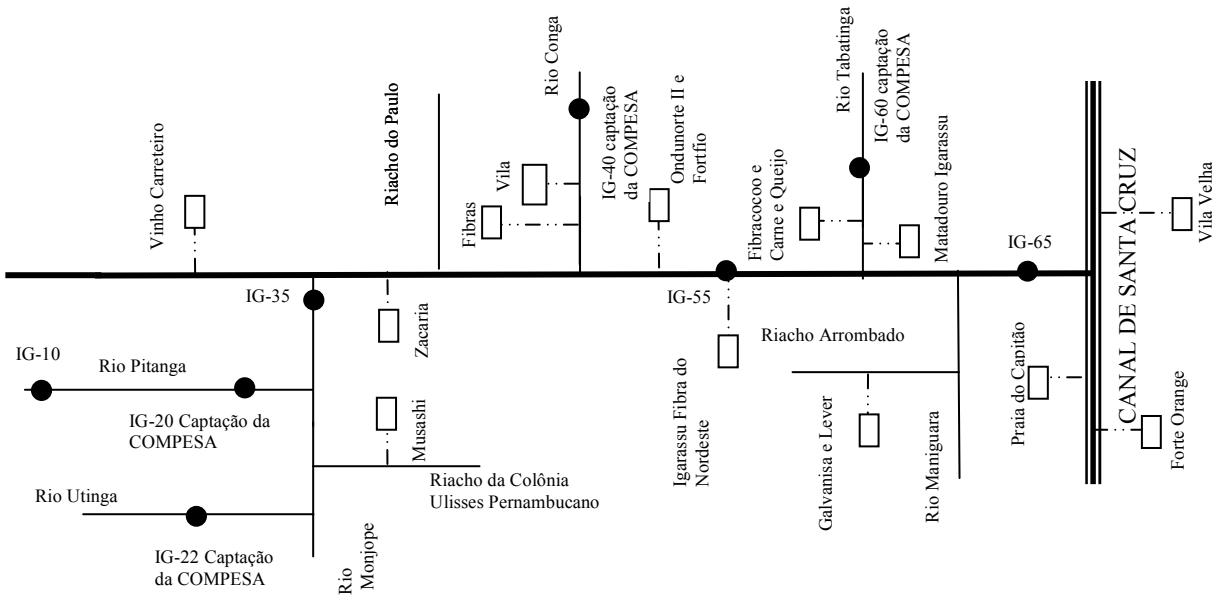 Vinho Carreteiro
Riacho do Paulo
Fibras
Vila
Rio Conga
IG-40 captação
da COMPESA
Ondunorte II e
Fortfio
Fibracocoo e
Carne e Queijo
Rio Tabatinga
IG-60 captação
da COMPESA
Matadouro Igarassu
IG-65
CANAL DE SANTA CRUZ
Vila Velha
IG-35
IG-55
Zacaria
IG-10
Rio Pitanga
IG-20 Captação da
COMPESA
Musashi
Igarassu Fibra do
Nordeste
Riacho Arrombado
Galvanisa e Lever
Rio Maniguara
Praia do Capitão
Forte Orange
Riacho da Colônia
Ulisses Pernambucano
Rio Utinga
IG-22 Captação
da COMPESA
Rio
Monjope